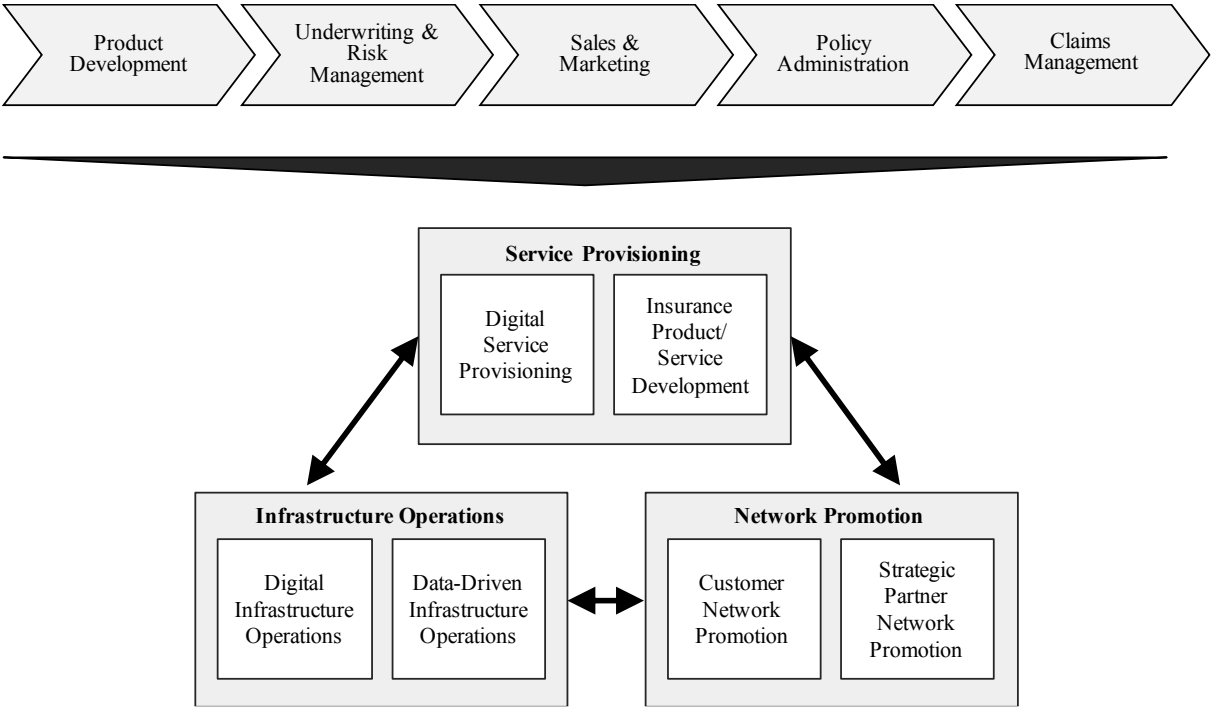 Product
Development
Underwriting &
Risk
Management
Sales &
Marketing
Policy
Administration
Claims
Management
Service Provisioning
Digital
Service
Provisioning
Insurance
Product/
Service
Development
Infrastructure Operations
Digital
Infrastructure
Operations
Data-Driven
Infrastructure
Operations
Network Promotion
Customer
Network
Promotion
Strategic
Partner
Network
Promotion